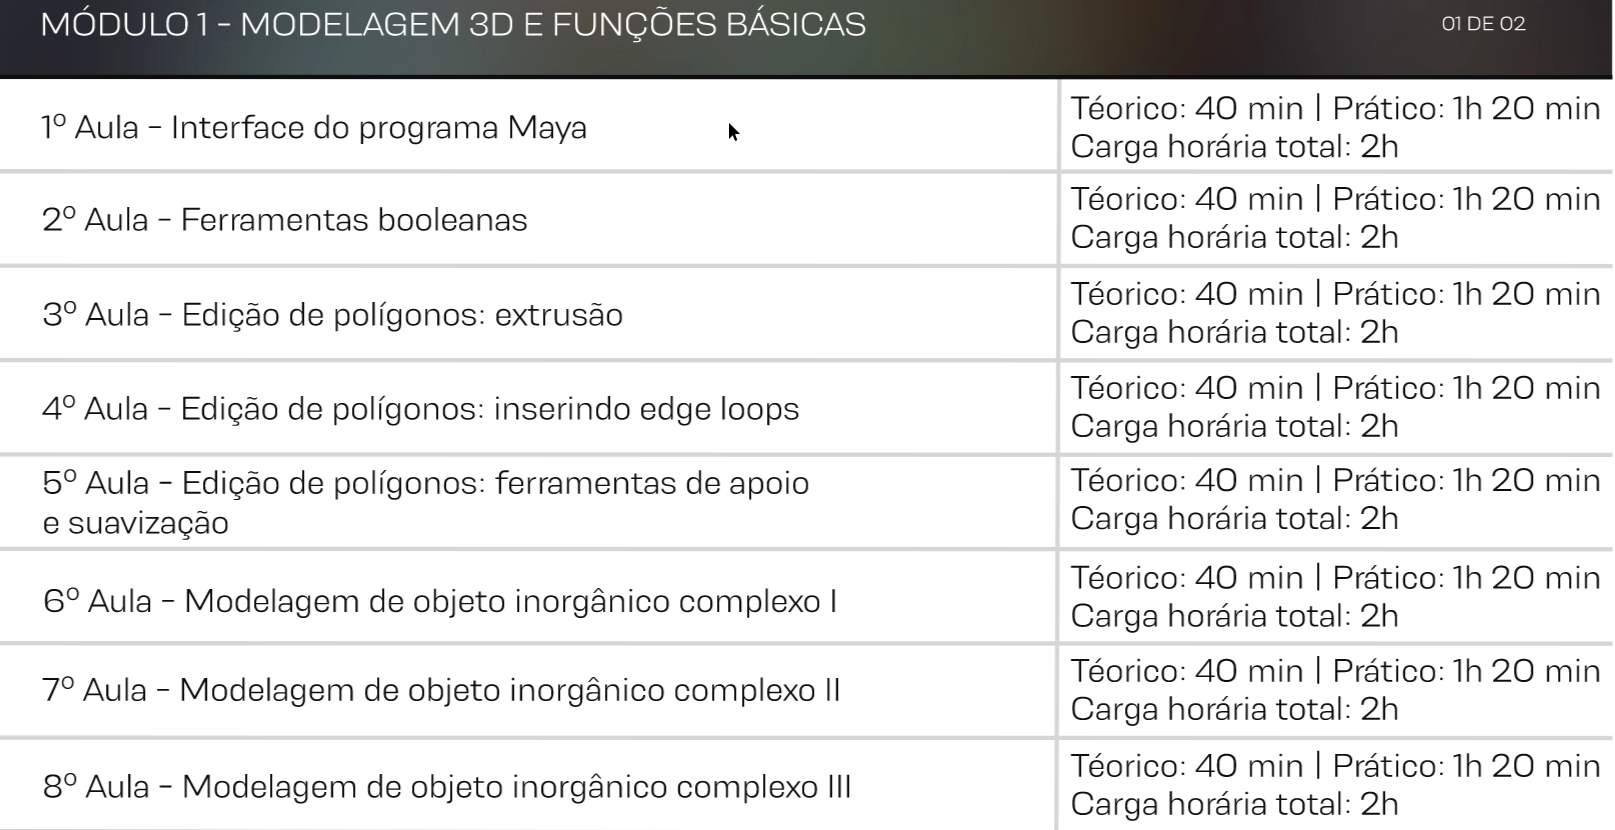 MÓDULO 1 - MODELAGEM 3D E FUNÇÕES BÁSICAS
01 DE 02
1º Aula - Interface do programa Maya
Téorico: 40 min | Prático: 1h 20 min
Carga horária total: 2h
2º Aula - Ferramentas booleanas
Téorico: 40 min | Prático: 1h 20 min
Carga horária total: 2h
3º Aula - Edição de polígonos: extrusão
Téorico: 40 min | Prático: 1h 20 min
Carga horária total: 2h
4º Aula - Edição de polígonos: inserindo edge loops
Téorico: 40 min | Prático: 1h 20 min
Carga horária total: 2h
5º Aula - Edição de polígonos: ferramentas de apoio
e suavização
Téorico: 40 min | Prático: 1h 20 min
Carga horária total: 2h
6º Aula - Modelagem de objeto inorgânico complexo I
Téorico: 40 min | Prático: 1h 20 min
Carga horária total: 2h
7º Aula - Modelagem de objeto inorgânico complexo II
Téorico: 40 min | Prático: 1h 20 min
Carga horária total: 2h
8º Aula - Modelagem de objeto inorgânico complexo III
Téorico: 40 min | Prático: 1h 20 min
Carga horária total: 2h